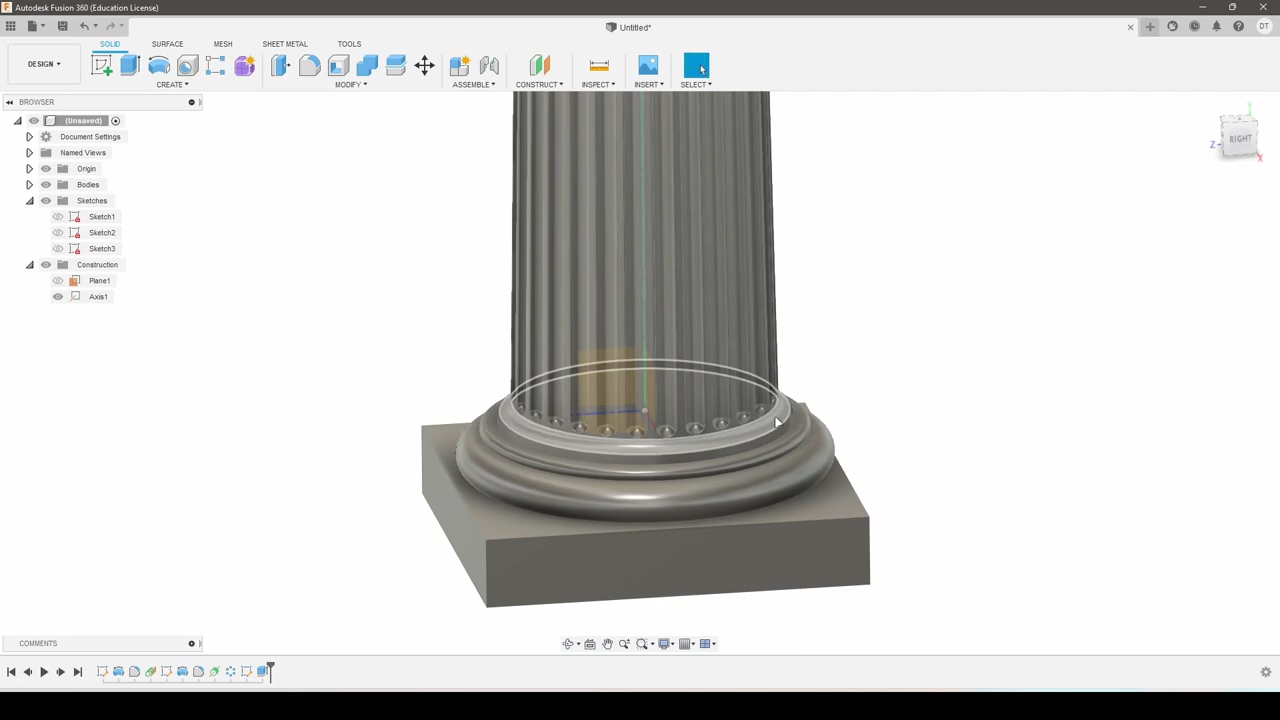 Autodesk Fusion 360 (Education License)
Untitled*
DT
SOLID SURFACE MESH SHEET METAL TOOLS
DESIGN
CREATE MODIFY ASSEMBLE CONSTRUCT INSPECT INSERT SELECT
BROWSER
(Unsaved)
Document Settings
Named Views
Origin
Bodies
Sketches
Sketch1
Sketch2
Sketch3
Construction
Plane1
Axis1
Y
RIGHT
Z
X
COMMENTS